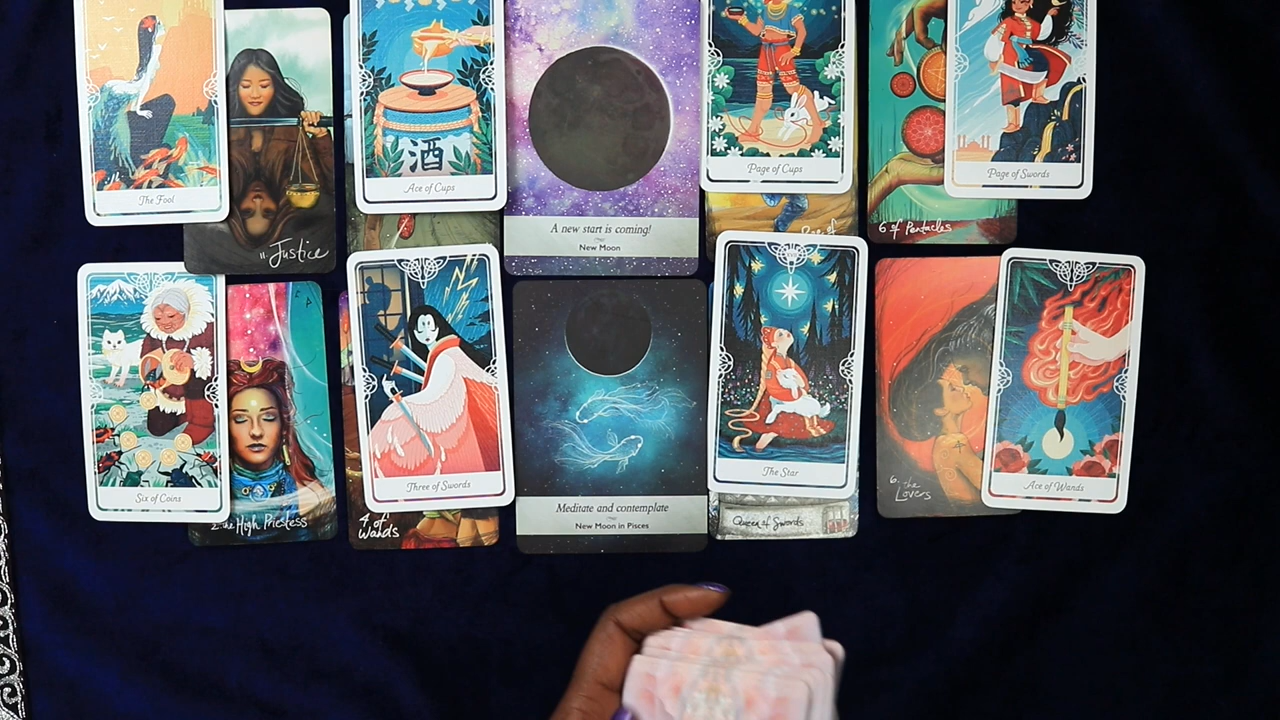 The Fool
11 Justice
酒
Ace of Cups
A new start is coming!
New Moon
Page of Cups
6 of Pentacles
Page of Swords
Six of Coins
2. the High Priestess
4 of
Wands
Three of Swords
Meditate and contemplate
New Moon in Pisces
The Star
Queen of Swords
6. the
Lovers
Ace of Wands